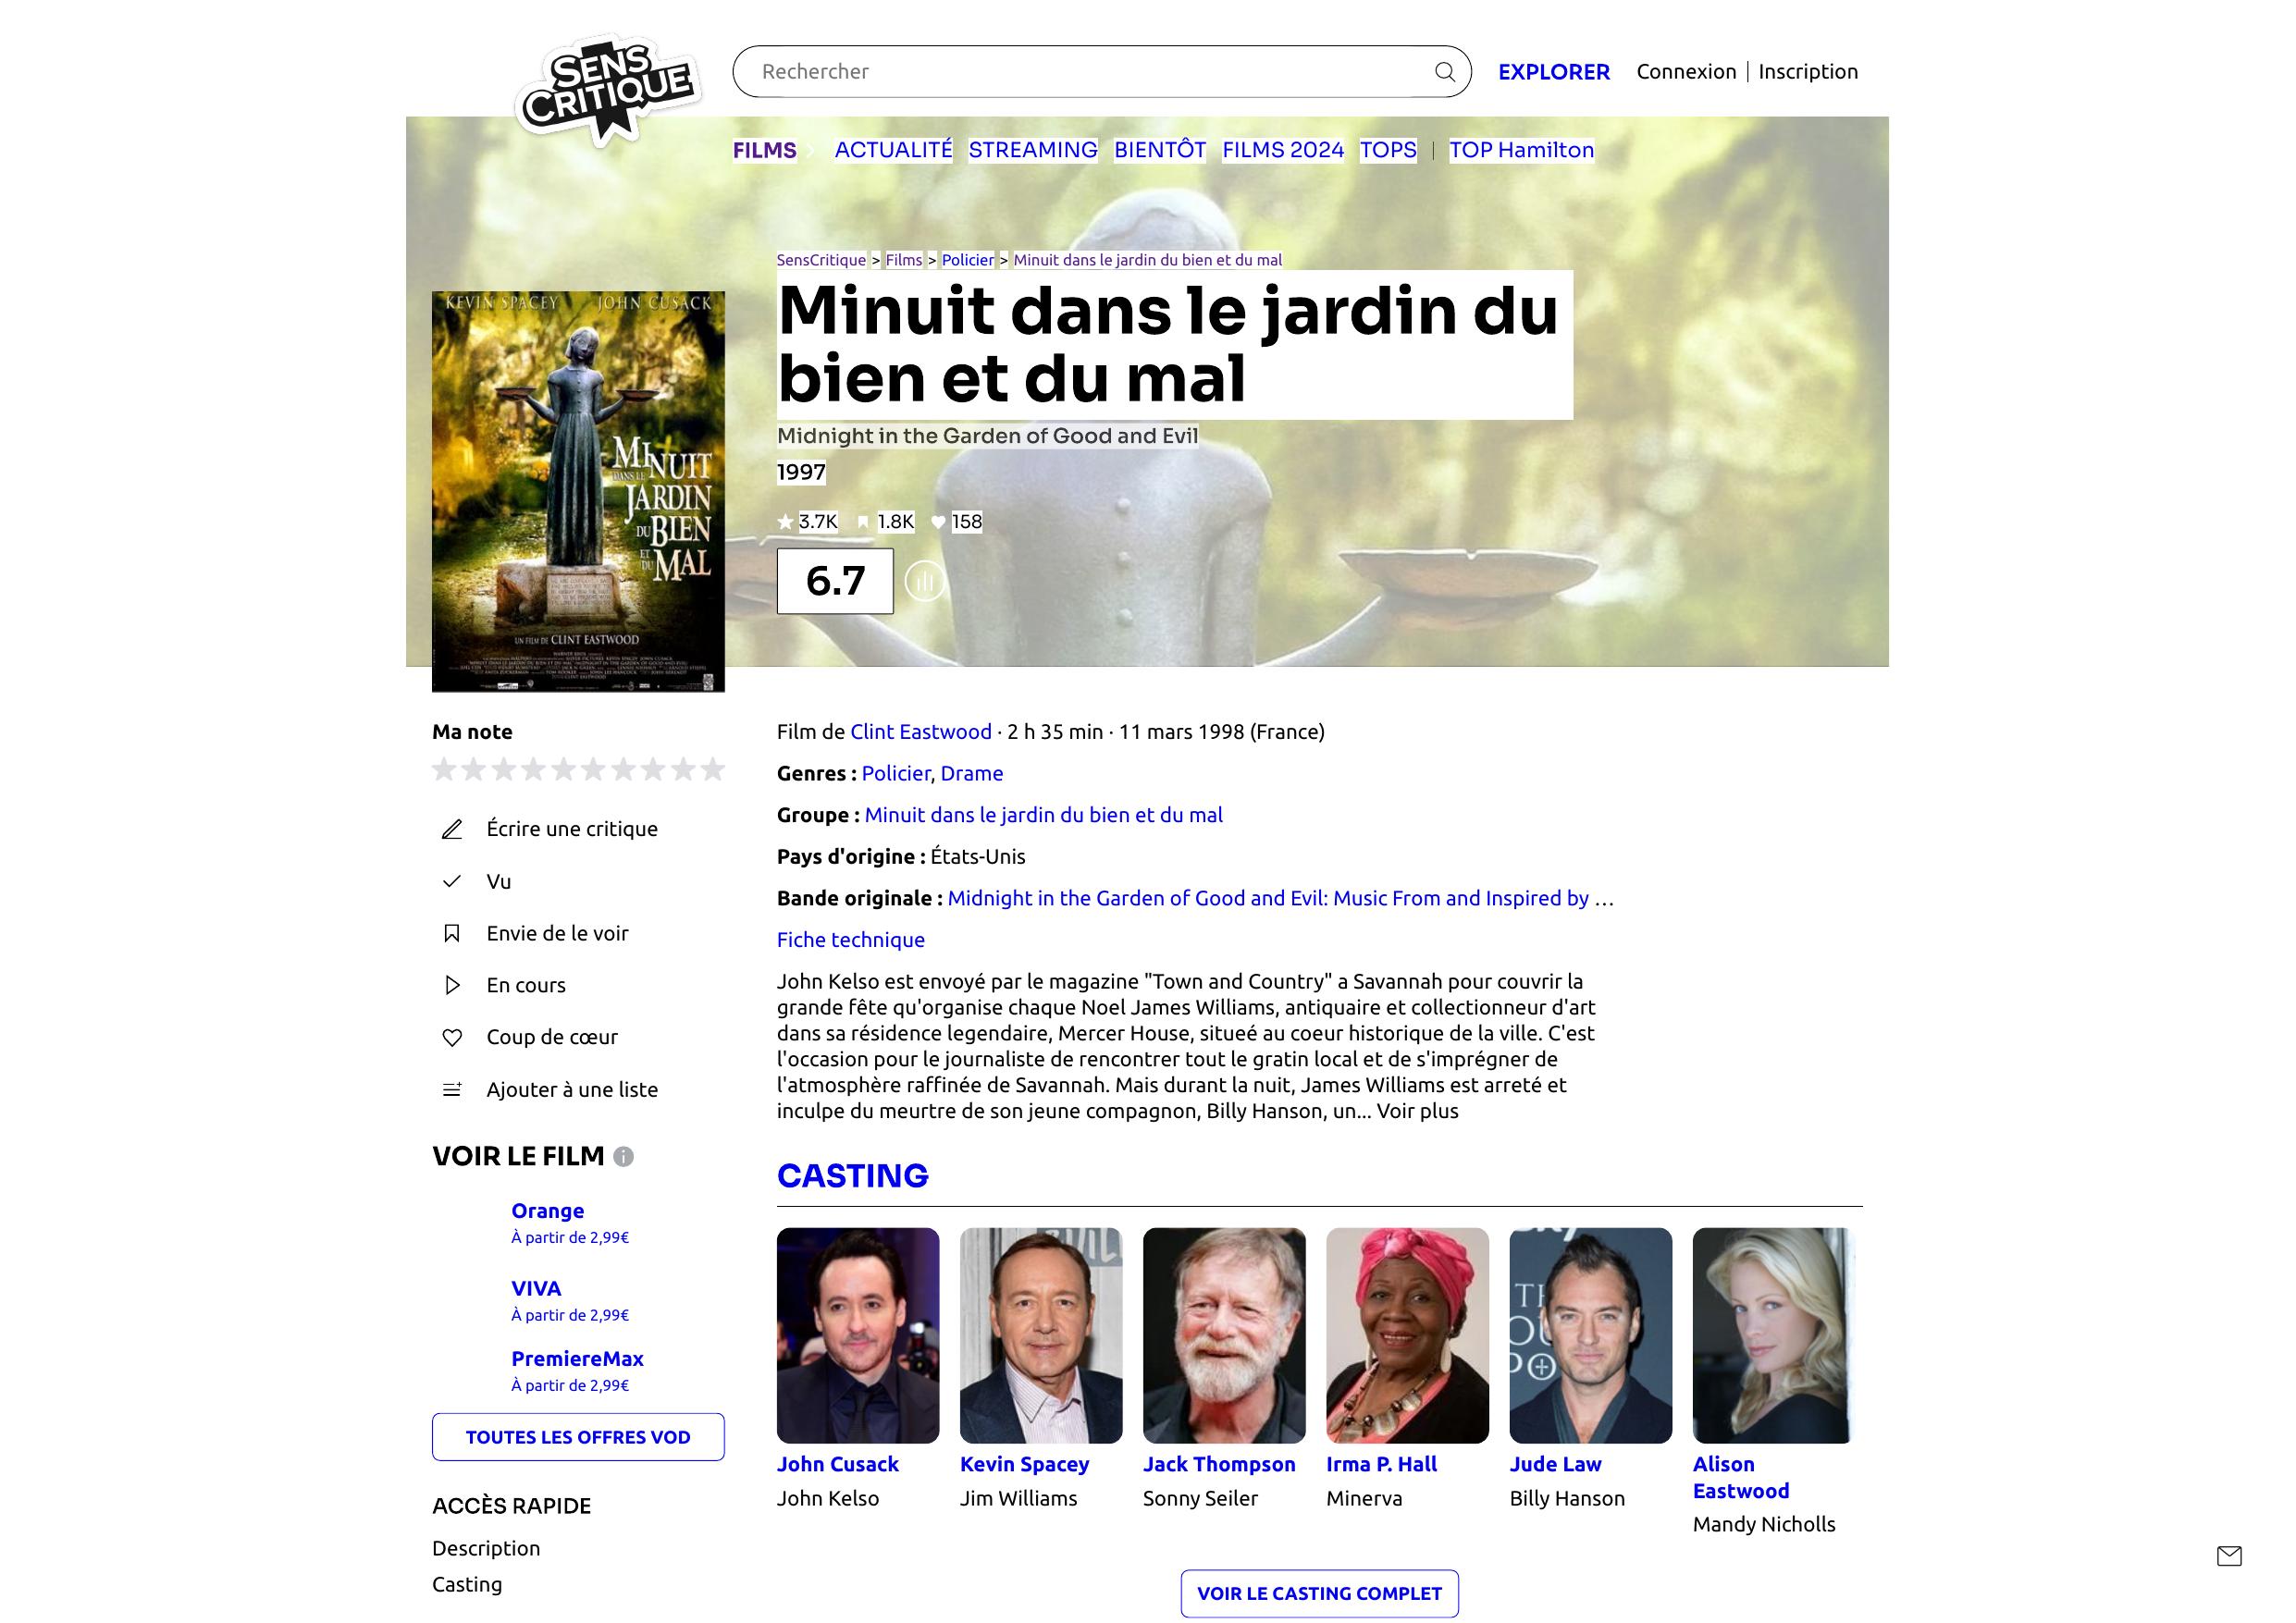 SENS
CRITIQUE
Rechercher
EXPLORER
Connexion | Inscription
FILMS
ACTUALITÉ STREAMING BIENTÔT FILMS 2024 TOPS | TOP Hamilton
SensCritique > Films > Policier > Minuit dans le jardin du bien et du mal
Minuit dans le jardin du
bien et du mal
Midnight in the Garden of Good and Evil
1997
3.7K 1.8K 158
6.7
KEVIN SPACEY JOHN CUSACK
MINUIT
DANS LE
JARDIN
DU BIEN
ET
DU MAL
UN FILM DE CLINT EASTWOOD
Ma note
Écrire une critique
Vu
Envie de le voir
En cours
Coup de cœur
Ajouter à une liste
VOIR LE FILM
Orange
À partir de 2,99€
VIVA
À partir de 2,99€
PremiereMax
À partir de 2,99€
TOUTES LES OFFRES VOD
ACCÈS RAPIDE
Description
Casting
Film de Clint Eastwood · 2 h 35 min · 11 mars 1998 (France)
Genres : Policier, Drame
Groupe : Minuit dans le jardin du bien et du mal
Pays d'origine : États-Unis
Bande originale : Midnight in the Garden of Good and Evil: Music From and Inspired by …
Fiche technique
John Kelso est envoyé par le magazine "Town and Country" a Savannah pour couvrir la
grande fête qu'organise chaque Noel James Williams, antiquaire et collectionneur d'art
dans sa résidence legendaire, Mercer House, situeé au coeur historique de la ville. C'est
l'occasion pour le journaliste de rencontrer tout le gratin local et de s'imprégner de
l'atmosphère raffinée de Savannah. Mais durant la nuit, James Williams est arreté et
inculpe du meurtre de son jeune compagnon, Billy Hanson, un... Voir plus
CASTING
John Cusack
John Kelso
Kevin Spacey
Jim Williams
Jack Thompson
Sonny Seiler
Irma P. Hall
Minerva
Jude Law
Billy Hanson
Alison
Eastwood
Mandy Nicholls
VOIR LE CASTING COMPLET